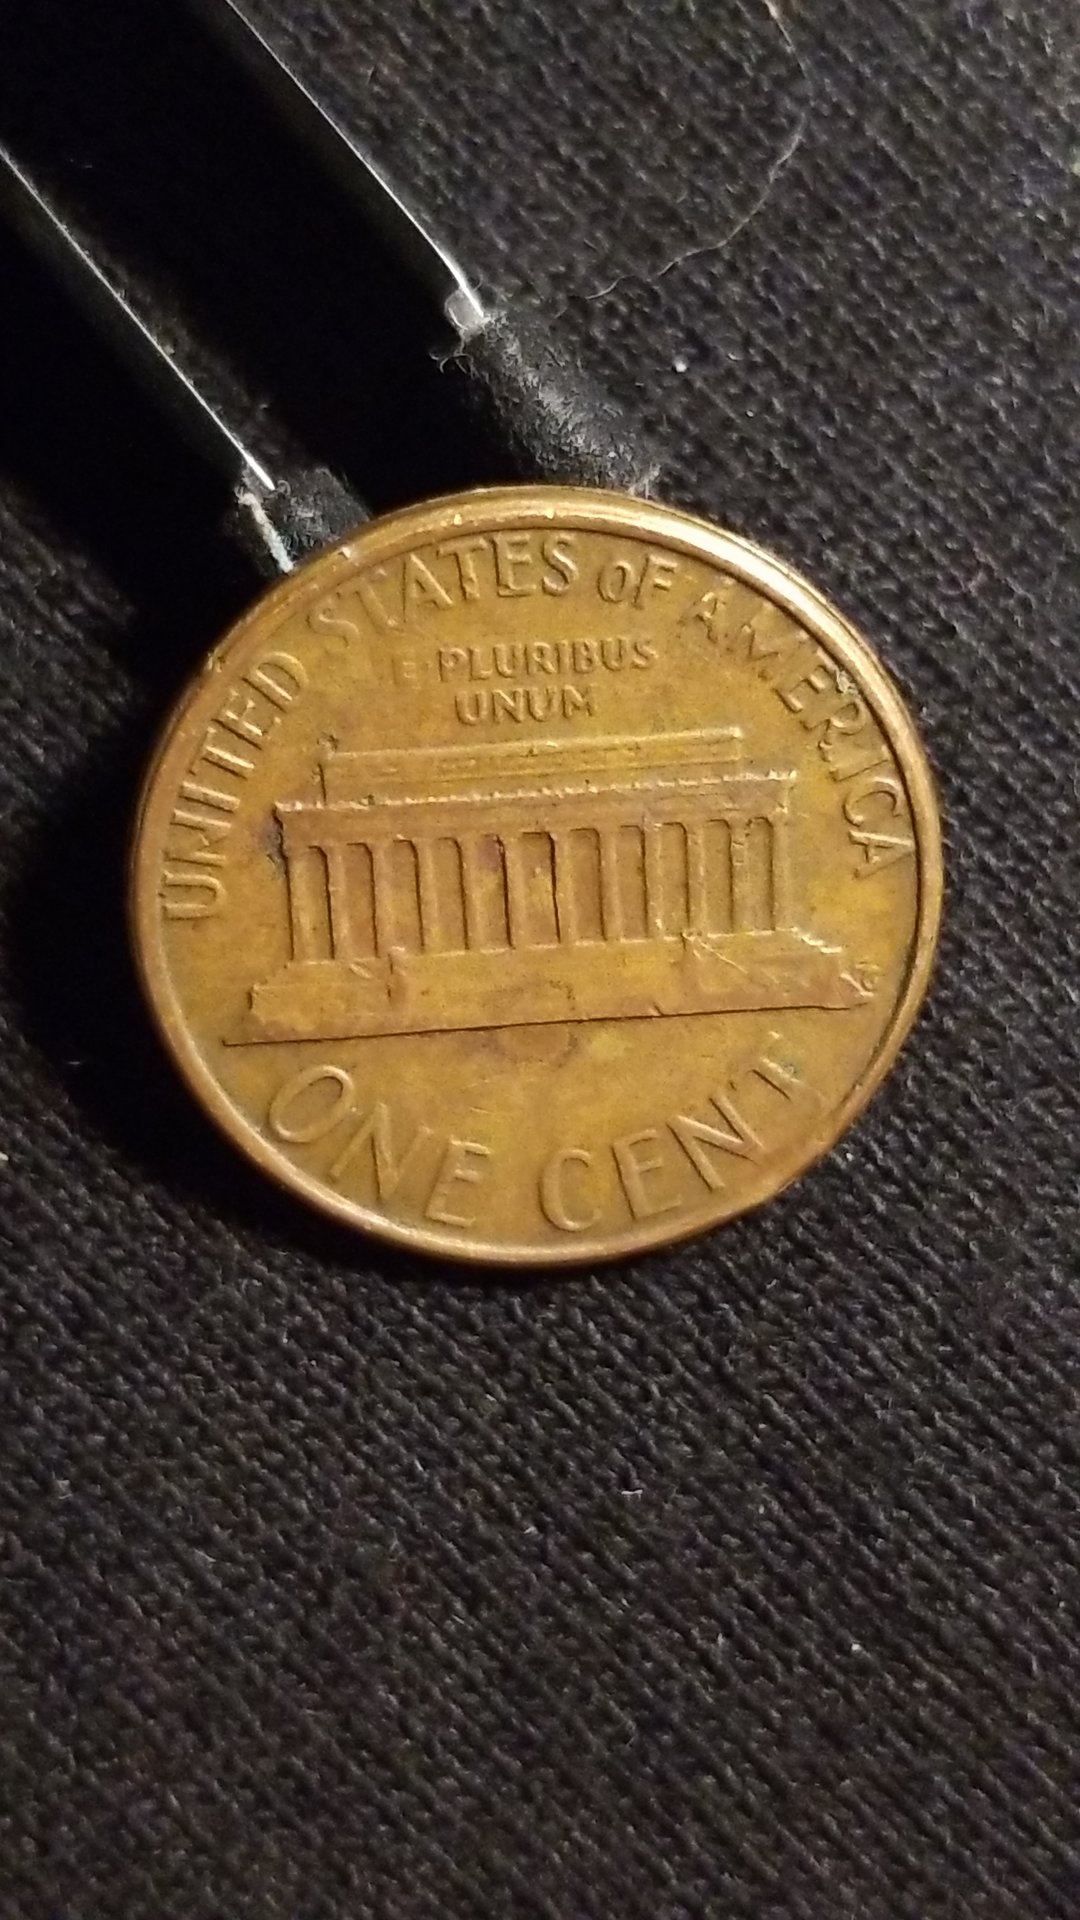 UNITED STATES OF AMERICA
E PLURIBUS
UNUM
ONE CENT